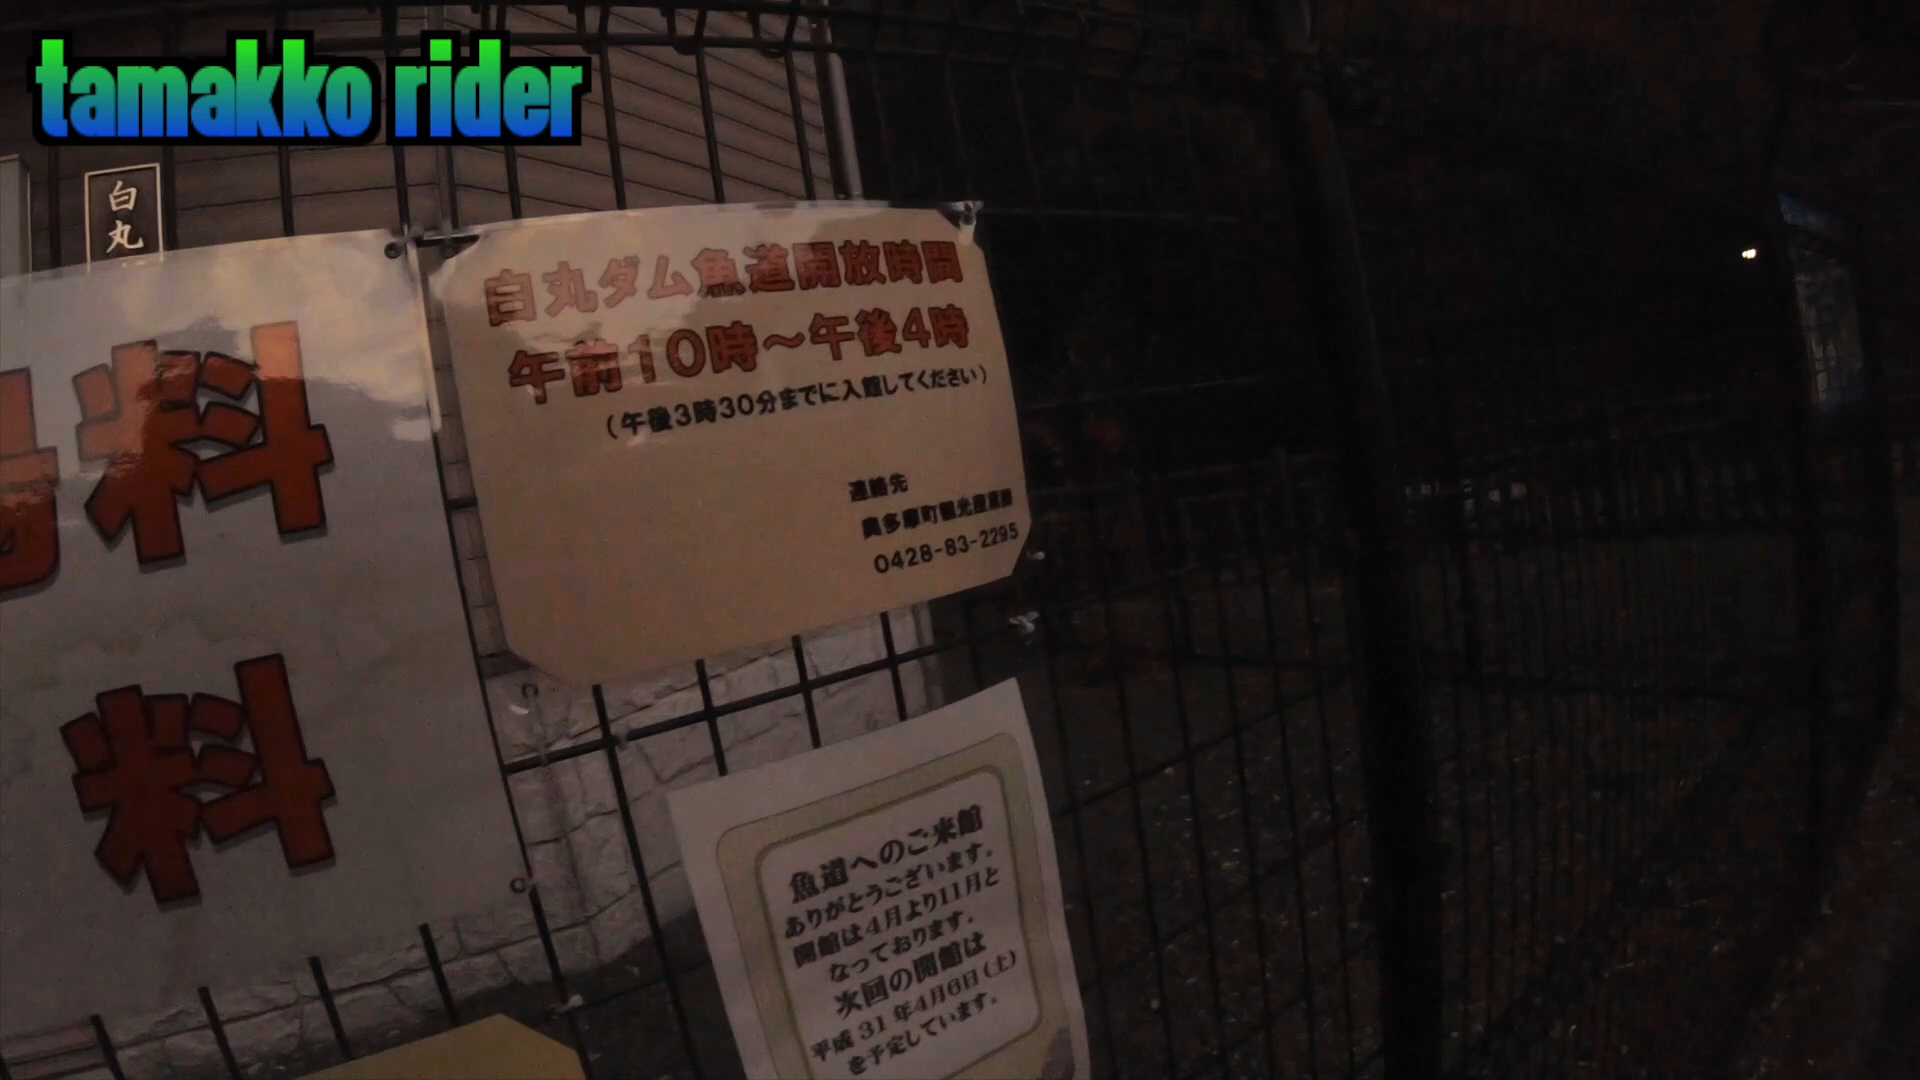 tamakko rider
白丸
料
料
白丸ダム魚道開放時間
午前10時～午後4時
(午後3時30分までに入館してください)
連絡先
奥多摩町観光産業課
0428-83-2295
魚道へのご来館
ありがとうございます。
開館は4月より11月と
なっております。
次回の開館は
平成31年4月6日(土)
を予定しています。